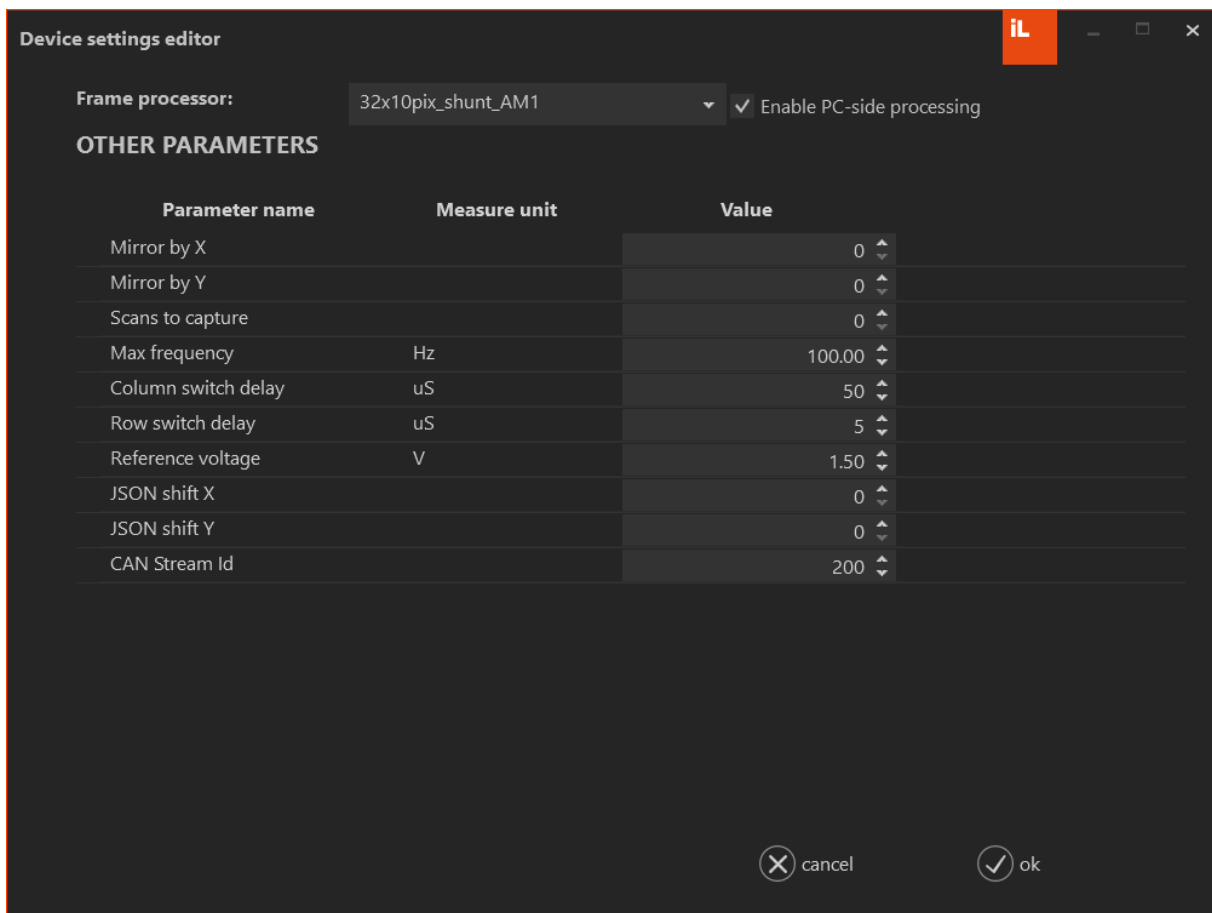 Device settings editor
iL
Frame processor: 32x10pix_shunt_AM1 Enable PC-side processing
OTHER PARAMETERS
Parameter name Measure unit Value
Mirror by X 0
Mirror by Y 0
Scans to capture 0
Max frequency Hz 100.00
Column switch delay uS 50
Row switch delay uS 5
Reference voltage V 1.50
JSON shift X 0
JSON shift Y 0
CAN Stream Id 200
cancel ok